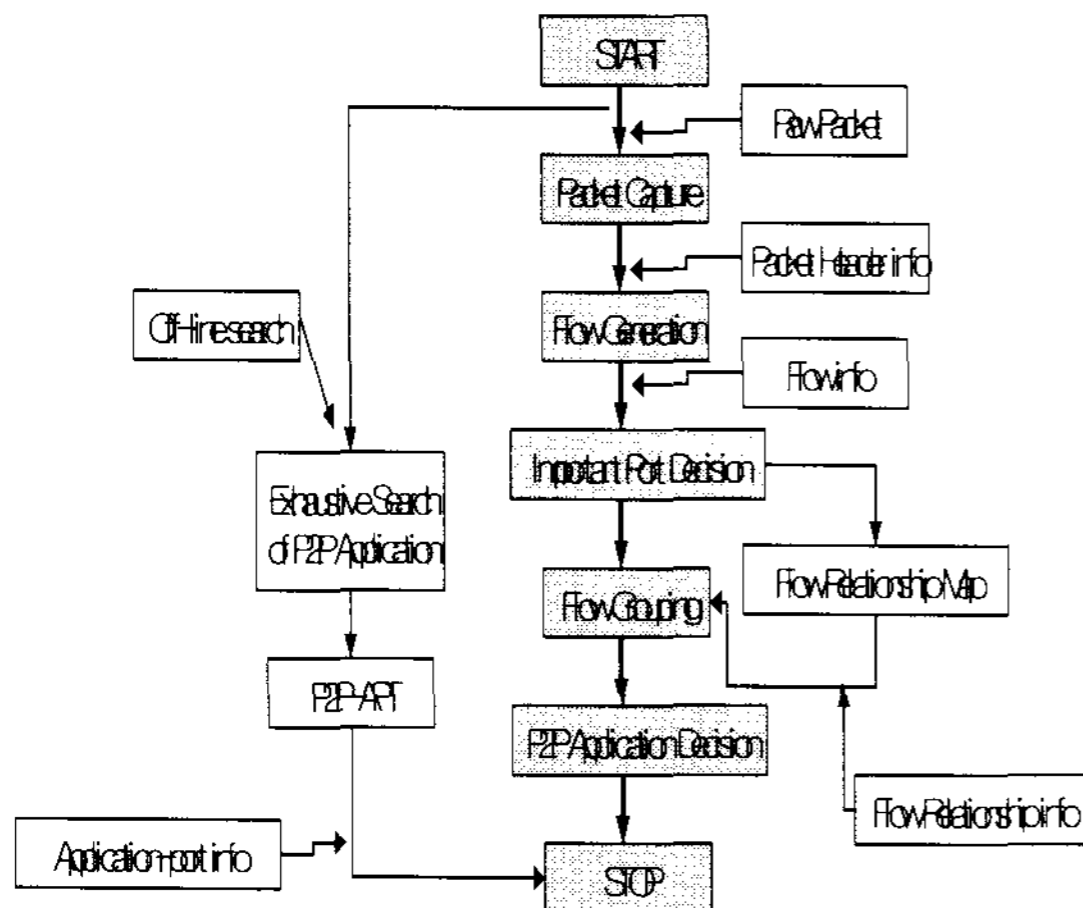 START
Raw Packet
Packet Capture
Packet Header info
Flow Generation
Off-line search
Flow info
Important Port Decision
Exhaustive Search
of P2P Application
Flow Relationship Map
Flow Grouping
P2P-APT
P2P Application Decision
Flow Relationship info
Application-port info
STOP